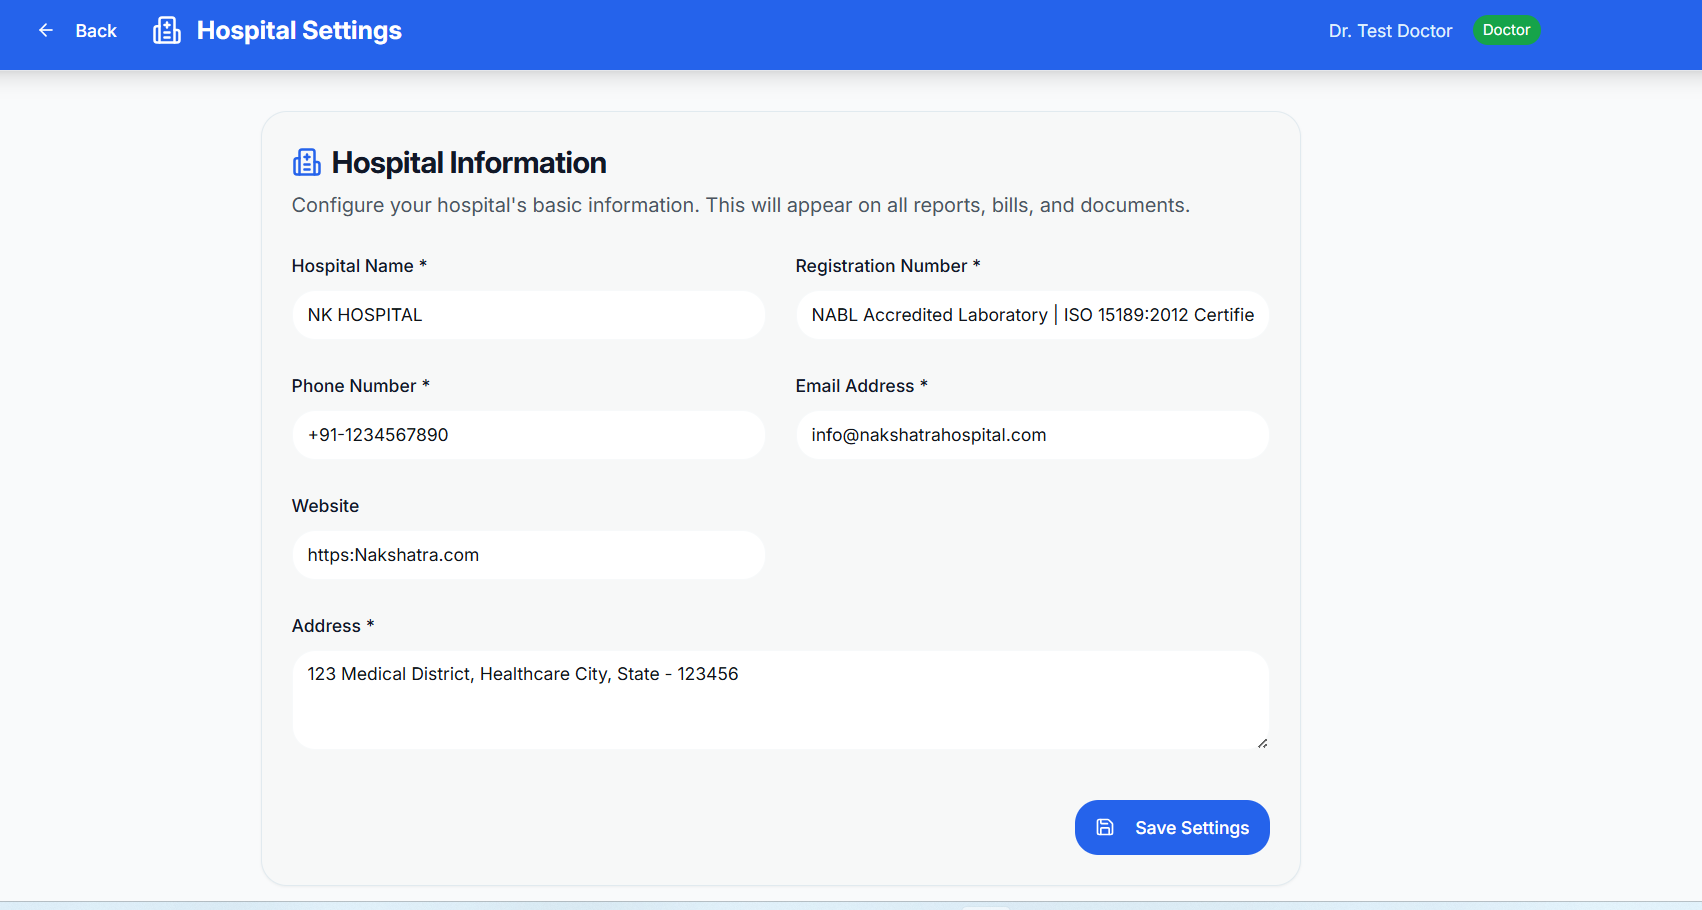 Back
Hospital Settings
Dr. Test Doctor
Doctor
Hospital Information
Configure your hospital's basic information. This will appear on all reports, bills, and documents.
Hospital Name *
Registration Number *
NK HOSPITAL
NABL Accredited Laboratory | ISO 15189:2012 Certifie
Phone Number *
Email Address *
+91-1234567890
info@nakshatrahospital.com
Website
https:Nakshatra.com
Address *
123 Medical District, Healthcare City, State - 123456
Save Settings